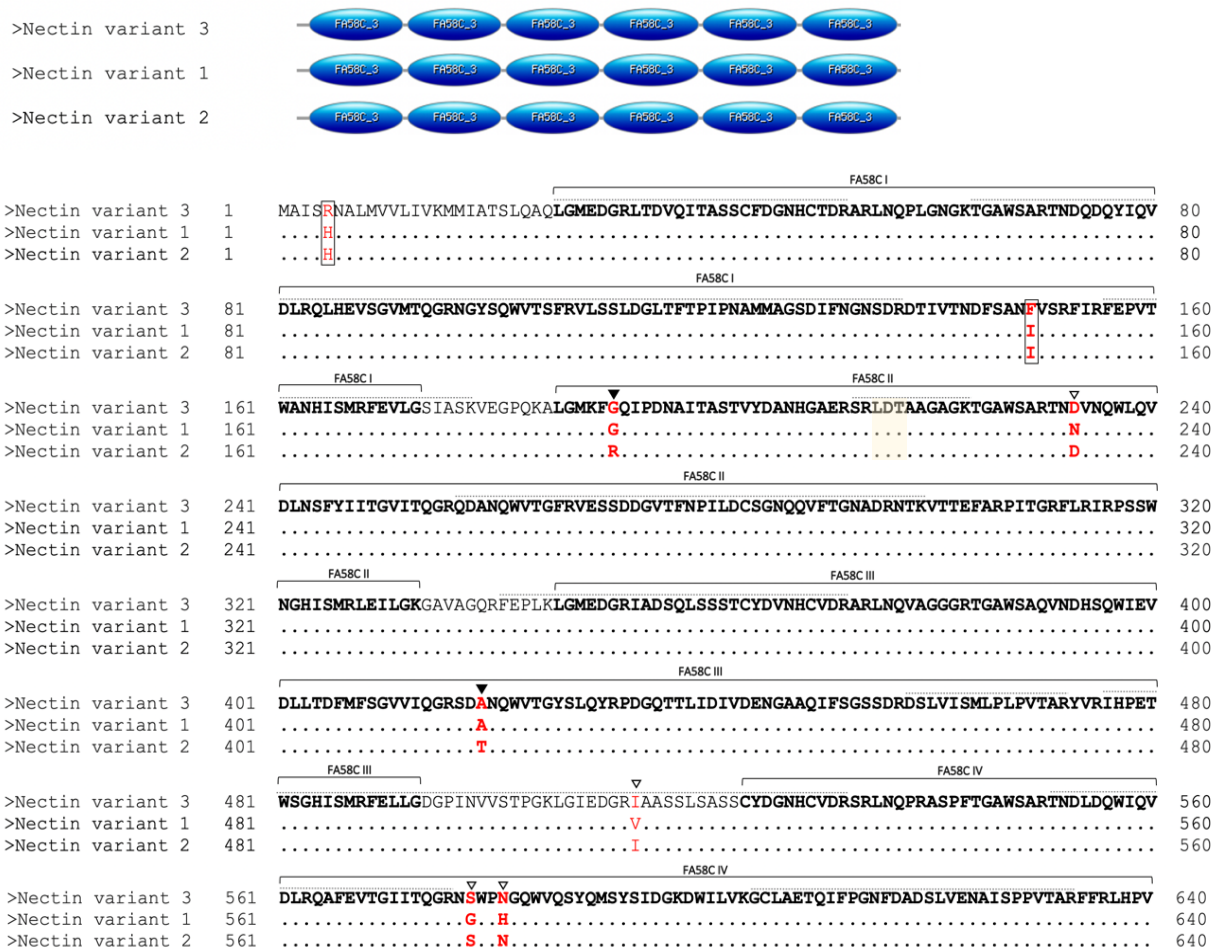 >Nectin variant 3 FA58C_3 FA58C_3 FA58C_3 FA58C_3 FA58C_3 FA58C_3
>Nectin variant 1 FA58C_3 FA58C_3 FA58C_3 FA58C_3 FA58C_3 FA58C_3
>Nectin variant 2 FA58C_3 FA58C_3 FA58C_3 FA58C_3 FA58C_3 FA58C_3
FA58C I
>Nectin variant 3 1 MAISRNALMVVLIVKMMIATSLQAQLGMEDGRLTDVQITASSCFDGNHCTDRARLNQPLGNGKTGAWSARTNDQDQYIQV 80
>Nectin variant 1 1 ....H........................................................................... 80
>Nectin variant 2 1 ....H........................................................................... 80
FA58C I
>Nectin variant 3 81 DLRQLHEVSGVMTQGRNGYSQWVTSFRVLSSLDGLTFTPIPNAMMAGSDIFNGNSDRDTIVTNDFSANFVSRFIRFEPVT 160
>Nectin variant 1 81 ....................................................................I........... 160
>Nectin variant 2 81 ....................................................................I........... 160
FA58C I FA58C II
>Nectin variant 3 161 WANHISMRFEVLGSIASKVEGPQKALGMKFGQIPDNAITASTVYDANHGAERSRLDTAAGAGKTGAWSARTNDVNQWLQV 240
>Nectin variant 1 161 ..............................G.........................................N....... 240
>Nectin variant 2 161 ..............................R.........................................D....... 240
FA58C II
>Nectin variant 3 241 DLNSFYIITGVITQGRQDANQWVTGFRVESSDDGVTFNPILDCSGNQQVFTGNADRNTKVTTEFARPITGRFLRIRPSSW 320
>Nectin variant 1 241 ................................................................................ 320
>Nectin variant 2 241 ................................................................................ 320
FA58C II FA58C III
>Nectin variant 3 321 NGHISMRLEILGKGAVAGQRFEPLKLGMEDGRIADSQLSSSTCYDVNHCVDRARLNQVAGGGRTGAWSAQVNDHSQWIEV 400
>Nectin variant 1 321 ................................................................................ 400
>Nectin variant 2 321 ................................................................................ 400
FA58C III
>Nectin variant 3 401 DLLTDFMFSGVVIQGRSDANQWVTGYSLQYRPDGQTTLIDIVDENGAAQIFSGSSDRDSLVISMLPLPVTARYVRIHPET 480
>Nectin variant 1 401 ..................A............................................................. 480
>Nectin variant 2 401 ..................T............................................................. 480
FA58C III FA58C IV
>Nectin variant 3 481 WSGHISMRFELLGDGPINVVSTPGKLGIEDGRIAASSLSASSCYDGNHCVDRSRLNQPRASPFTGAWSARTNDLDQWIQV 560
>Nectin variant 1 481 ................................V............................................... 560
>Nectin variant 2 481 ................................I............................................... 560
FA58C IV
>Nectin variant 3 561 DLRQAFEVTGIITQGRNSWPNGQWVQSYQMSYSIDGKDWILVKGCLAETQIFPGNFDADSLVENAISPPVTARFFRLHPV 640
>Nectin variant 1 561 .................G..H........................................................... 640
>Nectin variant 2 561 .................S..N........................................................... 640